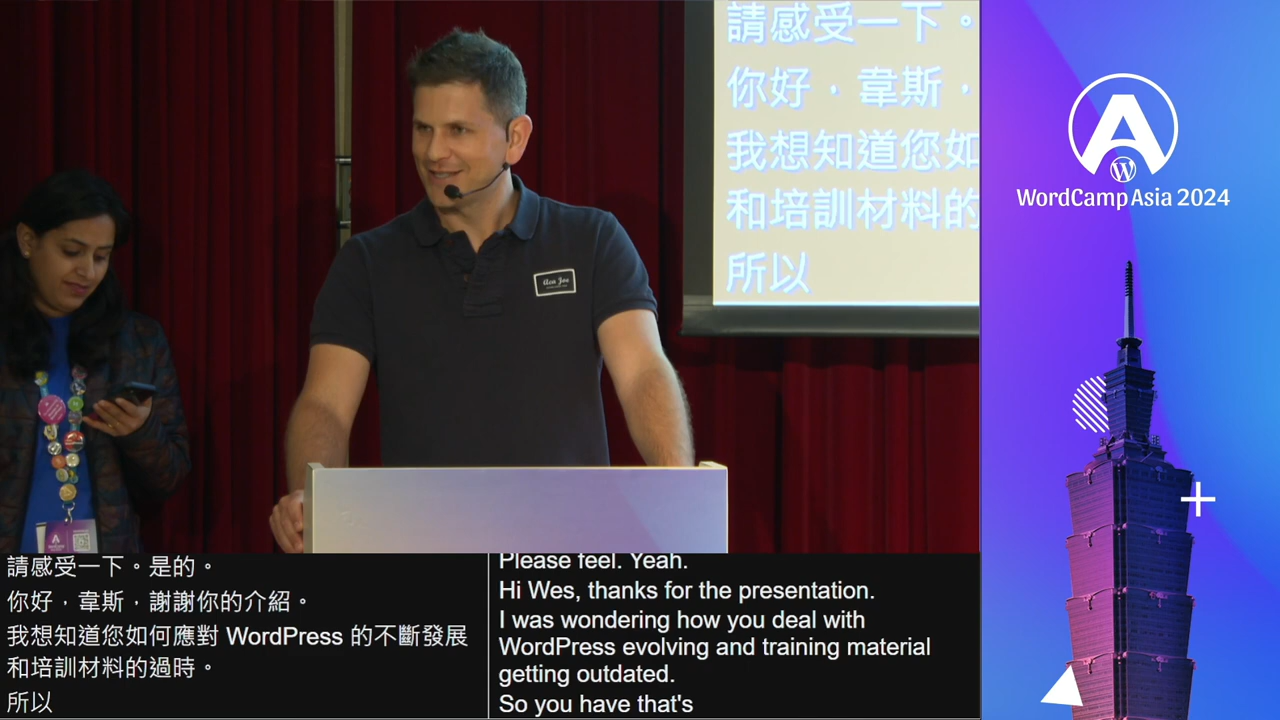 請感受一下。
你好，韋斯，
我想知道您如
和培訓材料的
所以
Aca Joe
WordCamp Asia 2024
請感受一下。是的。
你好，韋斯，謝謝你的介紹。
我想知道您如何應對 WordPress 的不斷發展
和培訓材料的過時。
所以
Please feel. Yeah.
Hi Wes, thanks for the presentation.
I was wondering how you deal with
WordPress evolving and training material
getting outdated.
So you have that's